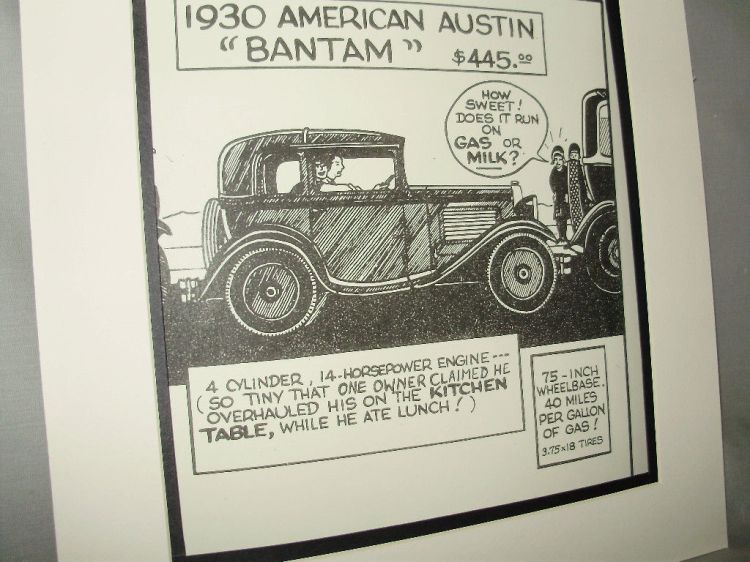 1930 AMERICAN AUSTIN
"BANTAM" $445.00
HOW
SWEET!
DOES IT RUN
ON
GAS OR
MILK?
4 CYLINDER, 14-HORSEPOWER ENGINE---
(SO TINY THAT ONE OWNER CLAIMED HE
OVERHAULED HIS ON THE KITCHEN
TABLE, WHILE HE ATE LUNCH!)
75-INCH
WHEELBASE.
40 MILES
PER GALLON
OF GAS!
3.75x18 TIRES